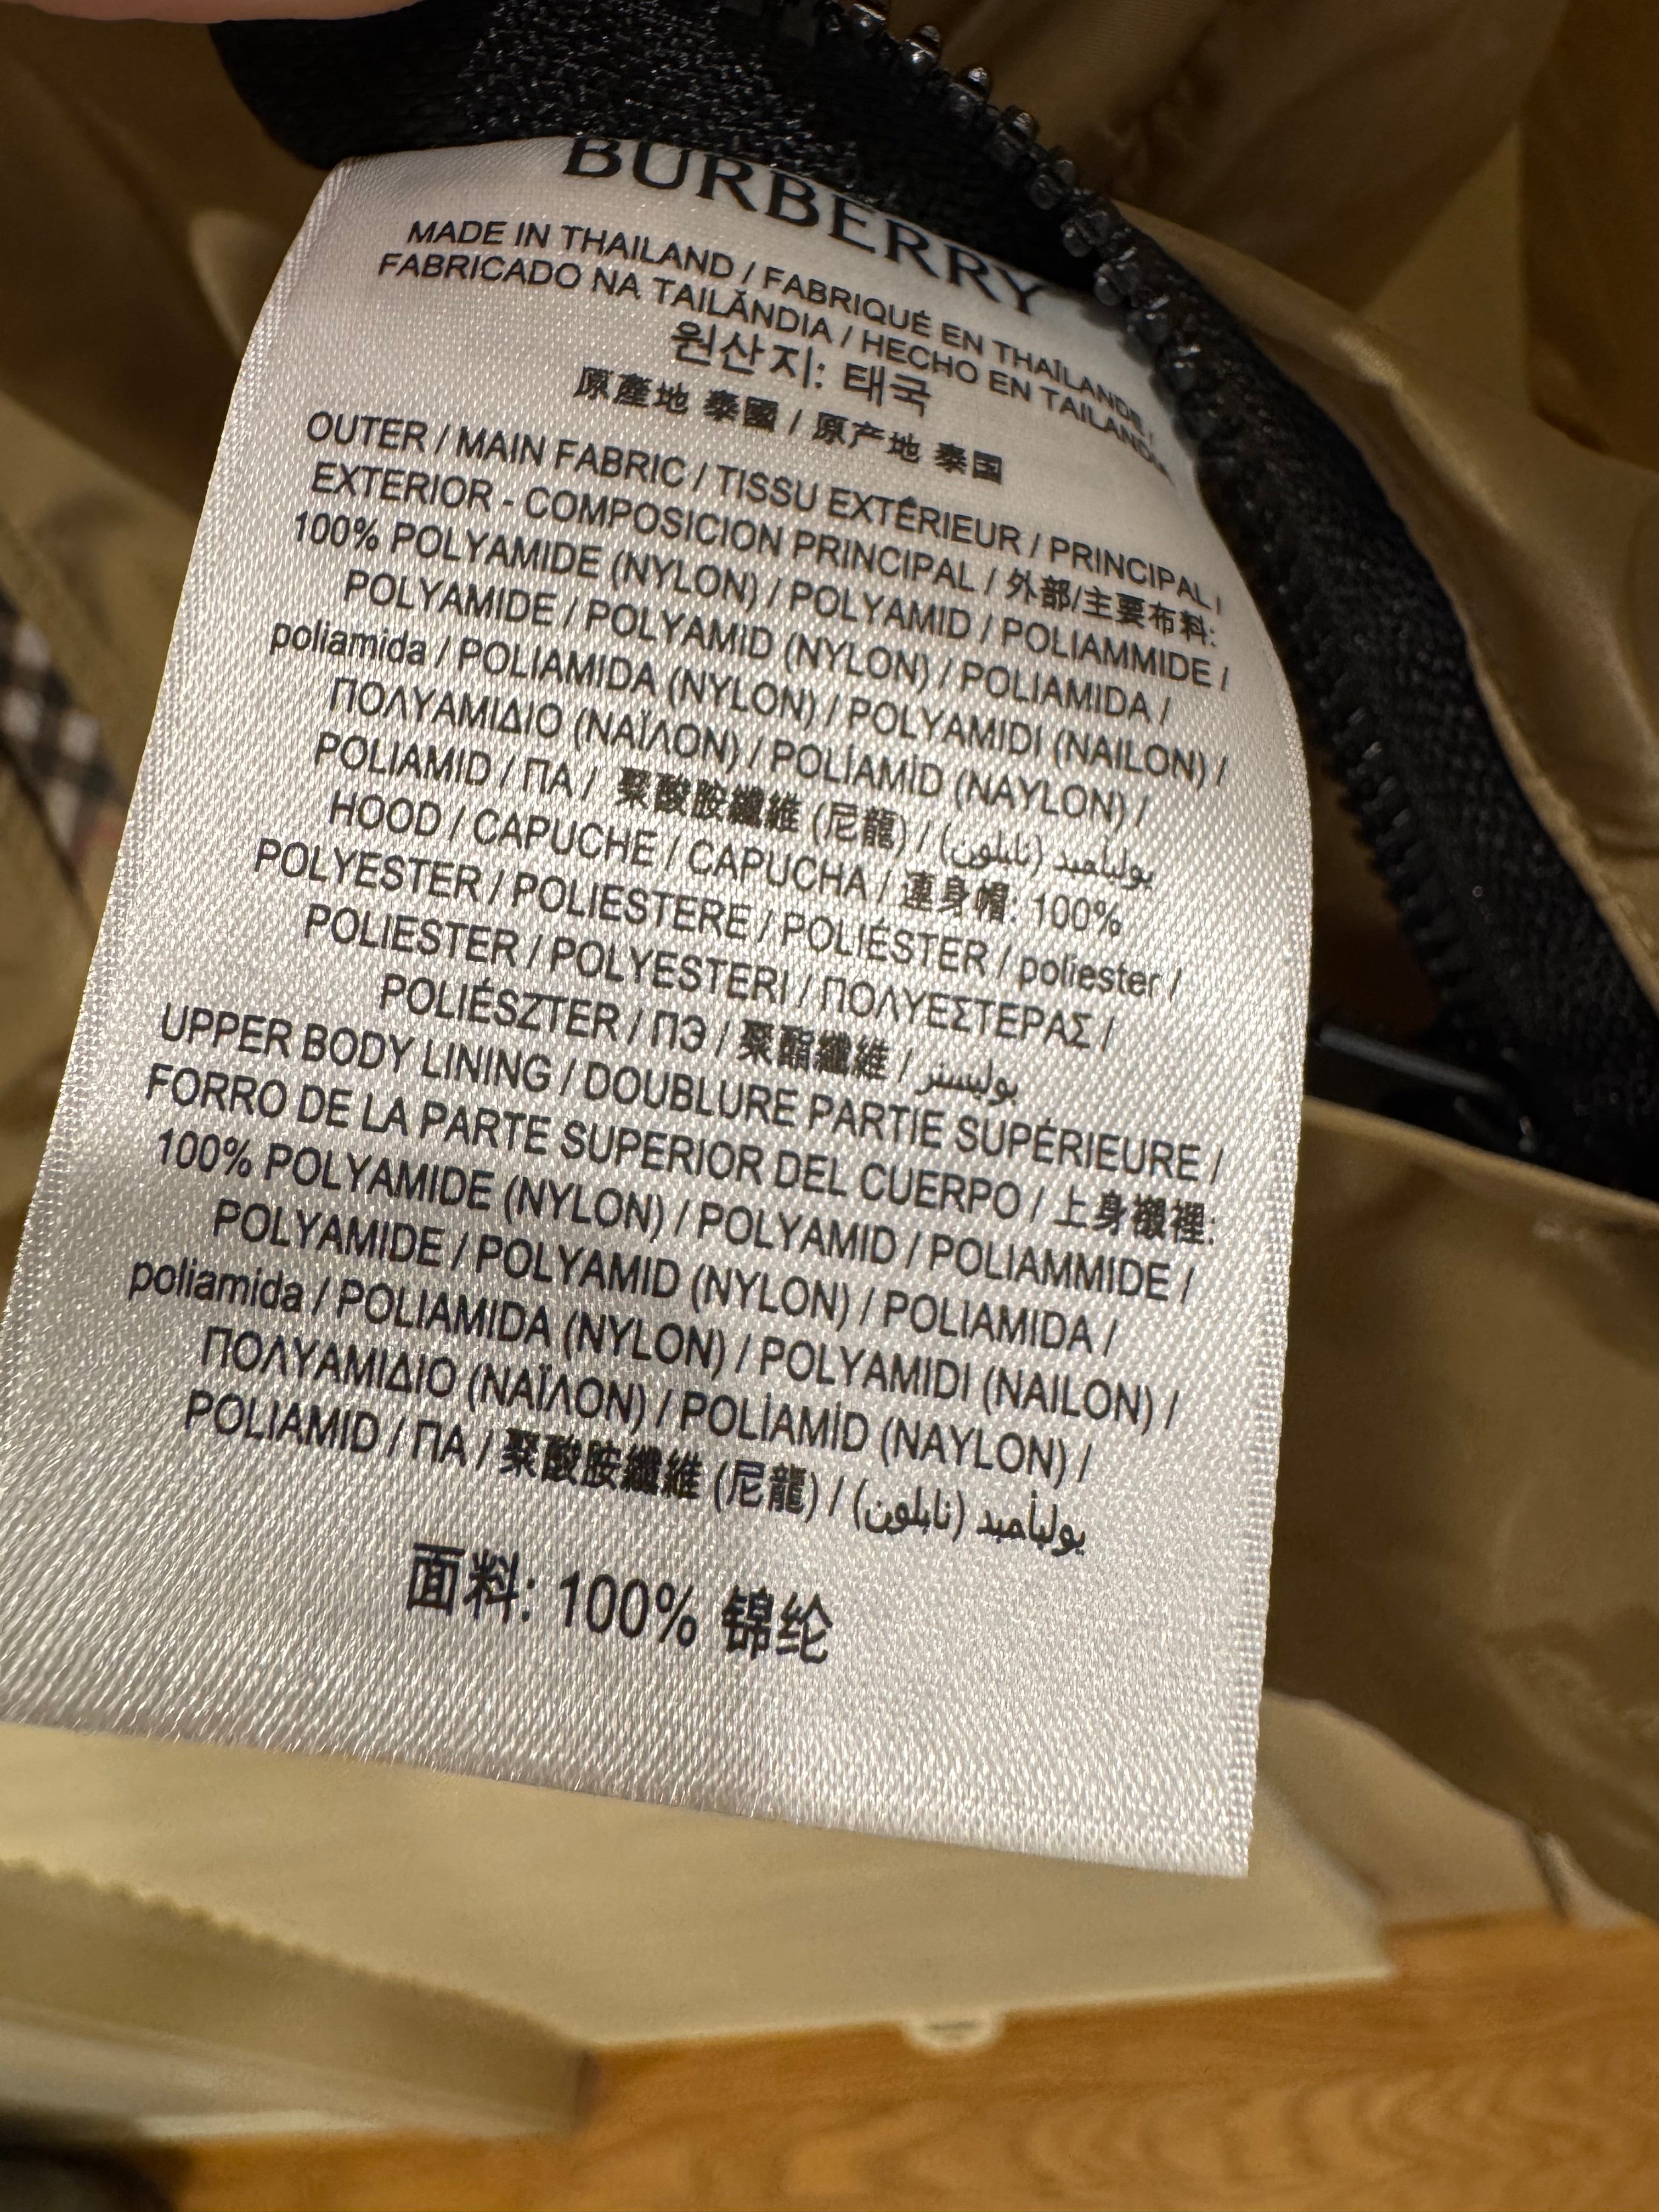 BURBERRY
MADE IN THAILAND / FABRIQUÉ EN THAÏLANDE /
FABRICADO NA TAILÂNDIA / HECHO EN TAILANDIA
원산지: 태국
原產地 泰國 / 原产地 泰国
OUTER / MAIN FABRIC / TISSU EXTÉRIEUR / PRINCIPAL /
EXTERIOR - COMPOSICION PRINCIPAL / 外部/主要布料:
100% POLYAMIDE (NYLON) / POLYAMID / POLIAMMIDE /
POLYAMIDE / POLYAMID (NYLON) / POLIAMIDA /
poliamida / POLIAMIDA (NYLON) / POLYAMIDI (NAILON) /
ΠΟΛΥΑΜΙΔΙΟ (ΝΑΪΛΟΝ) / POLİAMİD (NAYLON) /
POLIAMID / ПА / 聚酸胺纖維 (尼龍) / بوليأميد (نايلون)
HOOD / CAPUCHE / CAPUCHA / 連身帽: 100%
POLYESTER / POLIESTERE / POLIÉSTER / poliester /
POLIESTER / POLYESTERI / ΠΟΛΥΕΣΤΕΡΑΣ /
POLIÉSZTER / ПЭ / 聚酯纖維 / بوليستر
UPPER BODY LINING / DOUBLURE PARTIE SUPÉRIEURE /
FORRO DE LA PARTE SUPERIOR DEL CUERPO / 上身襯裡:
100% POLYAMIDE (NYLON) / POLYAMID / POLIAMMIDE /
POLYAMIDE / POLYAMID (NYLON) / POLIAMIDA /
poliamida / POLIAMIDA (NYLON) / POLYAMIDI (NAILON) /
ΠΟΛΥΑΜΙΔΙΟ (ΝΑΪΛΟΝ) / POLİAMİD (NAYLON) /
POLIAMID / ПА / 聚酸胺纖維 (尼龍) / بوليأميد (نايلون)
面料: 100% 锦纶